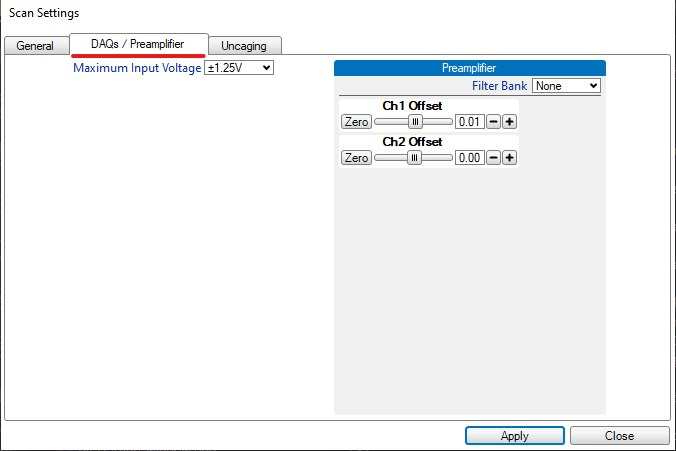 Scan Settings
General
DAQs / Preamplifier
Uncaging
Maximum Input Voltage ±1.25V
Preamplifier
Filter Bank None
Ch1 Offset
Zero 0.01 − +
Ch2 Offset
Zero 0.00 − +
Apply
Close